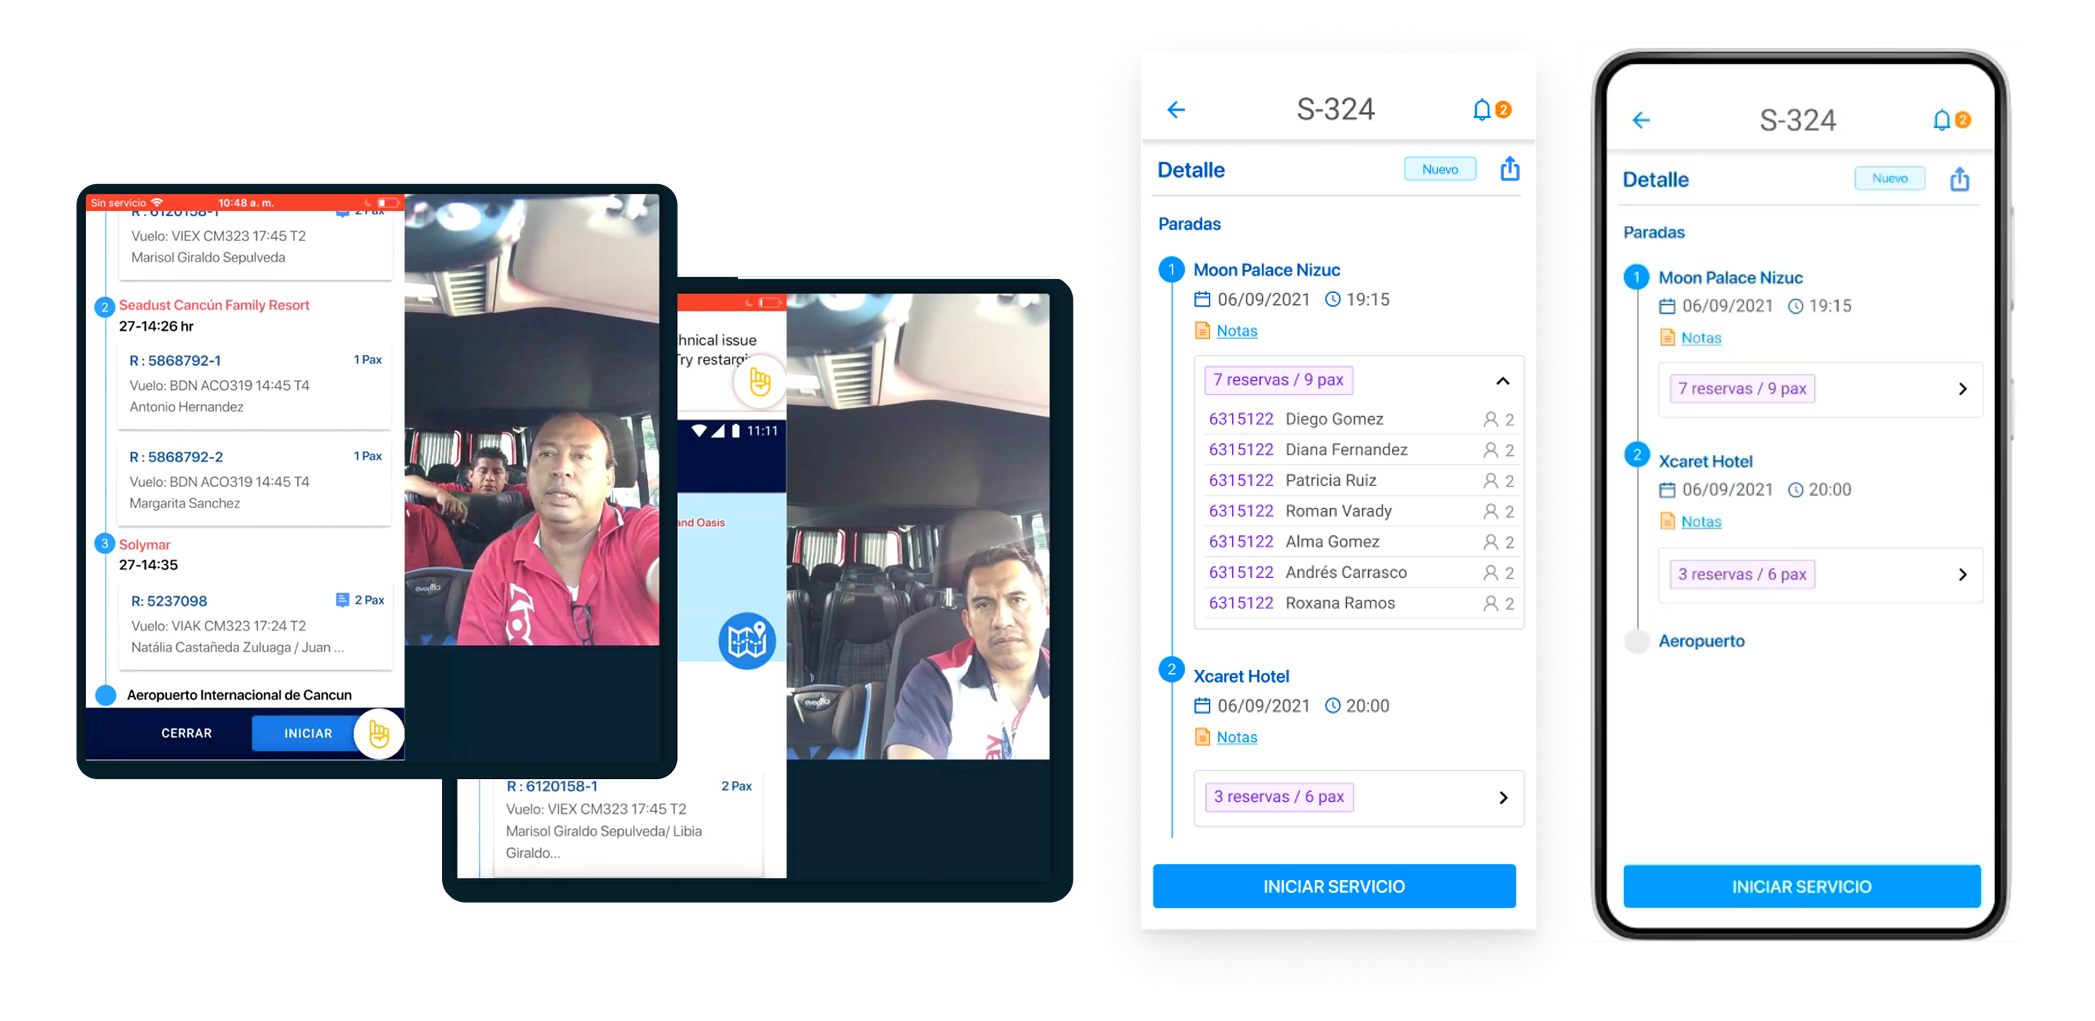 Sin servicio
10:48 a. m.
R : 6120158-1
2 Pax
Vuelo: VIEX CM323 17:45 T2
Marisol Giraldo Sepulveda
2
Seadust Cancún Family Resort
27-14:26 hr
R : 5868792-1
1 Pax
Vuelo: BDN ACO319 14:45 T4
Antonio Hernandez
R : 5868792-2
1 Pax
Vuelo: BDN ACO319 14:45 T4
Margarita Sanchez
3
Solymar
27-14:35
R: 5237098
2 Pax
Vuelo: VIAK CM323 17:24 T2
Natália Castañeda Zuluaga / Juan ...
Aeropuerto Internacional de Cancun
CERRAR
INICIAR
evenflo
hnical issue
Try restargi
11:11
and Oasis
evenflo
R : 6120158-1
2 Pax
Vuelo: VIEX CM323 17:45 T2
Marisol Giraldo Sepulveda/ Libia
Giraldo...
S-324
2
Detalle
Nuevo
Paradas
1
Moon Palace Nizuc
06/09/2021
19:15
Notas
7 reservas / 9 pax
6315122 Diego Gomez 2
6315122 Diana Fernandez 2
6315122 Patricia Ruiz 2
6315122 Roman Varady 2
6315122 Alma Gomez 2
6315122 Andrés Carrasco 2
6315122 Roxana Ramos 2
2
Xcaret Hotel
06/09/2021
20:00
Notas
3 reservas / 6 pax
INICIAR SERVICIO
S-324
2
Detalle
Nuevo
Paradas
1
Moon Palace Nizuc
06/09/2021
19:15
Notas
7 reservas / 9 pax
2
Xcaret Hotel
06/09/2021
20:00
Notas
3 reservas / 6 pax
Aeropuerto
INICIAR SERVICIO